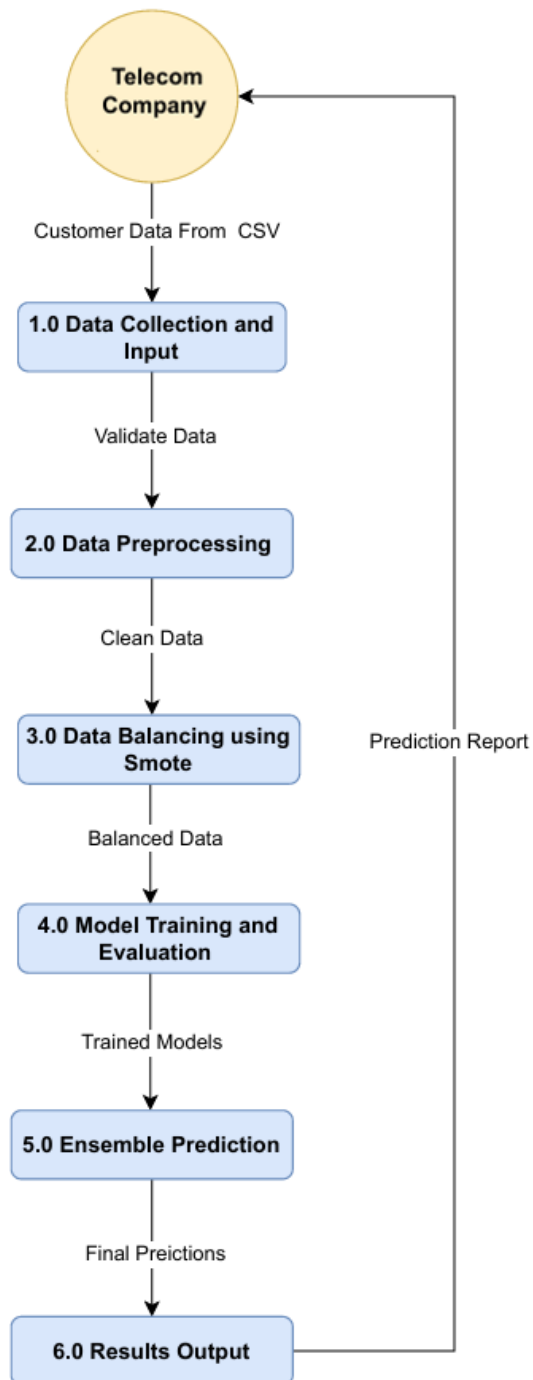 Telecom
Company
Customer Data From CSV
1.0 Data Collection and
Input
Validate Data
2.0 Data Preprocessing
Clean Data
3.0 Data Balancing using
Smote
Prediction Report
Balanced Data
4.0 Model Training and
Evaluation
Trained Models
5.0 Ensemble Prediction
Final Preictions
6.0 Results Output